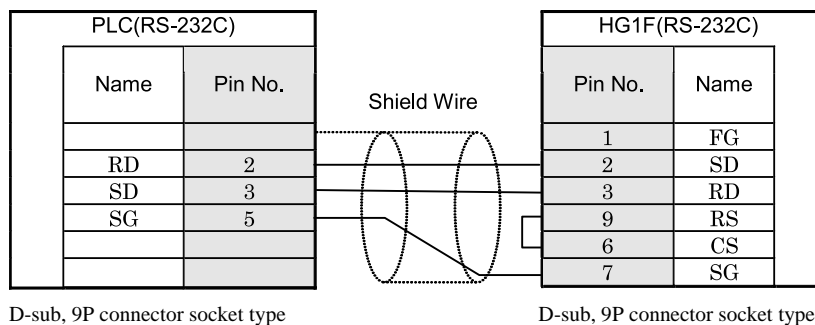 PLC(RS-232C) HG1F(RS-232C)
Name Pin No. Shield Wire Pin No. Name
1 FG
RD 2 2 SD
SD 3 3 RD
SG 5 9 RS
6 CS
7 SG
D-sub, 9P connector socket type D-sub, 9P connector socket type